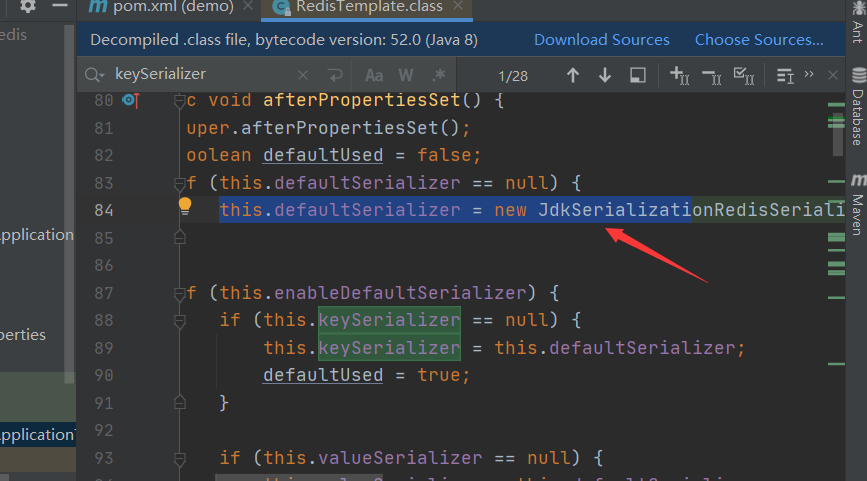 pom.xml (demo)
RedisTemplate.class
edis
Decompiled .class file, bytecode version: 52.0 (Java 8)
Download Sources
Choose Sources...
keySerializer
Aa
W
.*
1/28
80 c void afterPropertiesSet() {
81 uper.afterPropertiesSet();
82 oolean defaultUsed = false;
83 f (this.defaultSerializer == null) {
84 this.defaultSerializer = new JdkSerializationRedisSeriali
85
86
87 f (this.enableDefaultSerializer) {
88 if (this.keySerializer == null) {
89 this.keySerializer = this.defaultSerializer;
90 defaultUsed = true;
91 }
92
93 if (this.valueSerializer == null) {
Application
perties
Application
Ant
Database
Maven